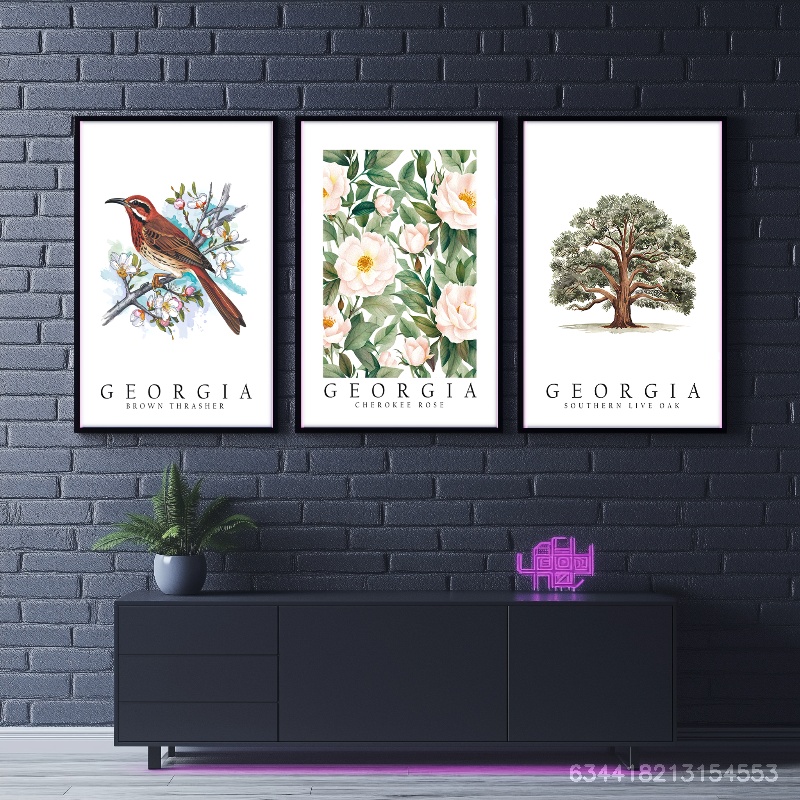 GEORGIA
BROWN THRASHER
GEORGIA
CHEROKEE ROSE
GEORGIA
SOUTHERN LIVE OAK
634418213154553